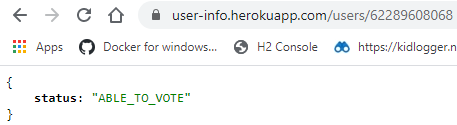 user-info.herokuapp.com/users/62289608068
Apps Docker for windows... H2 Console https://kidlogger.n
{
status: "ABLE_TO_VOTE"
}